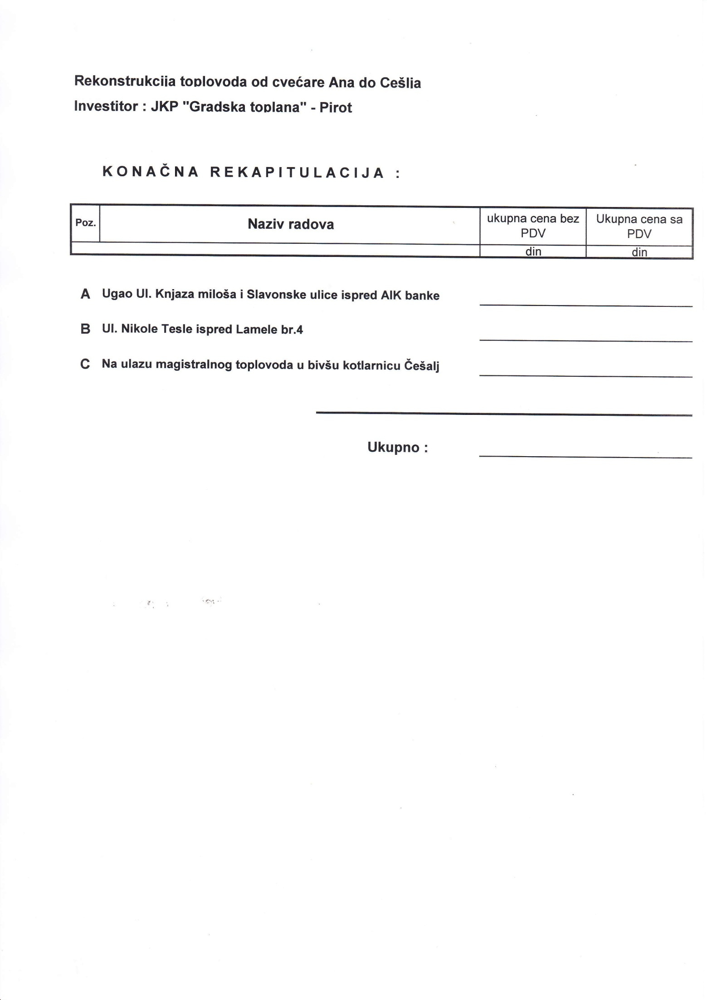 Rekonstrukcija toplovoda od cvećare Ana do Češlja
Investitor : JKP "Gradska toplana" - Pirot
KONAČNA REKAPITULACIJA :
Poz.
Naziv radova
ukupna cena bez
PDV
Ukupna cena sa
PDV
din
din
A Ugao Ul. Knjaza miloša i Slavonske ulice ispred AIK banke
B Ul. Nikole Tesle ispred Lamele br.4
C Na ulazu magistralnog toplovoda u bivšu kotlarnicu Češalj
Ukupno :